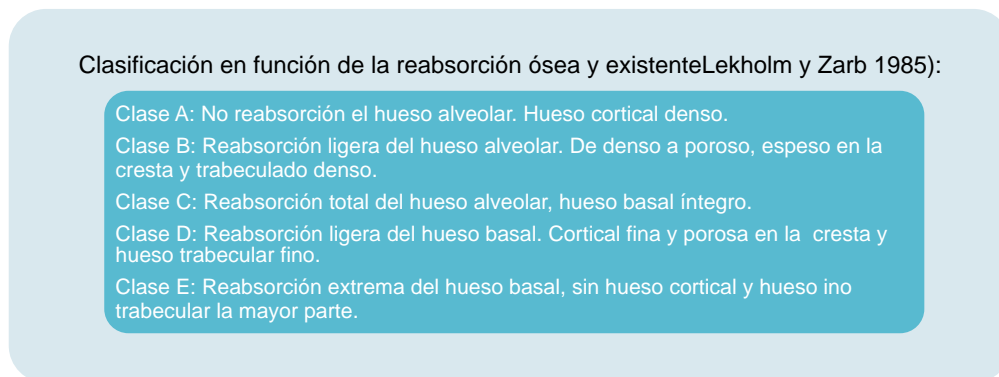 Clasificación en función de la reabsorción ósea y existenteLekholm y Zarb 1985):
Clase A: No reabsorción el hueso alveolar. Hueso cortical denso.
Clase B: Reabsorción ligera del hueso alveolar. De denso a poroso, espeso en la
cresta y trabeculado denso.
Clase C: Reabsorción total del hueso alveolar, hueso basal íntegro.
Clase D: Reabsorción ligera del hueso basal. Cortical fina y porosa en la cresta y
hueso trabecular fino.
Clase E: Reabsorción extrema del hueso basal, sin hueso cortical y hueso ino
trabecular la mayor parte.